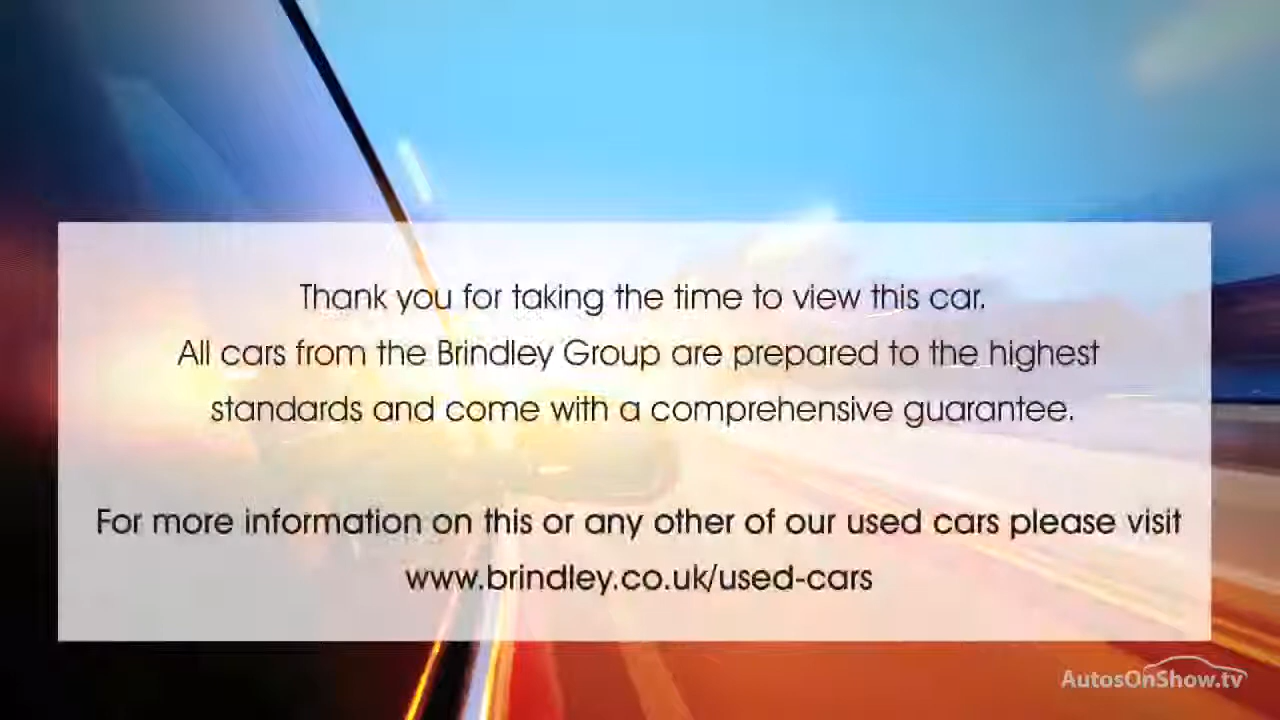 Thank you for taking the time to view this car.
All cars from the Brindley Group are prepared to the highest
standards and come with a comprehensive guarantee.
For more information on this or any other of our used cars please visit
www.brindley.co.uk/used-cars
AutosOnShow.tv